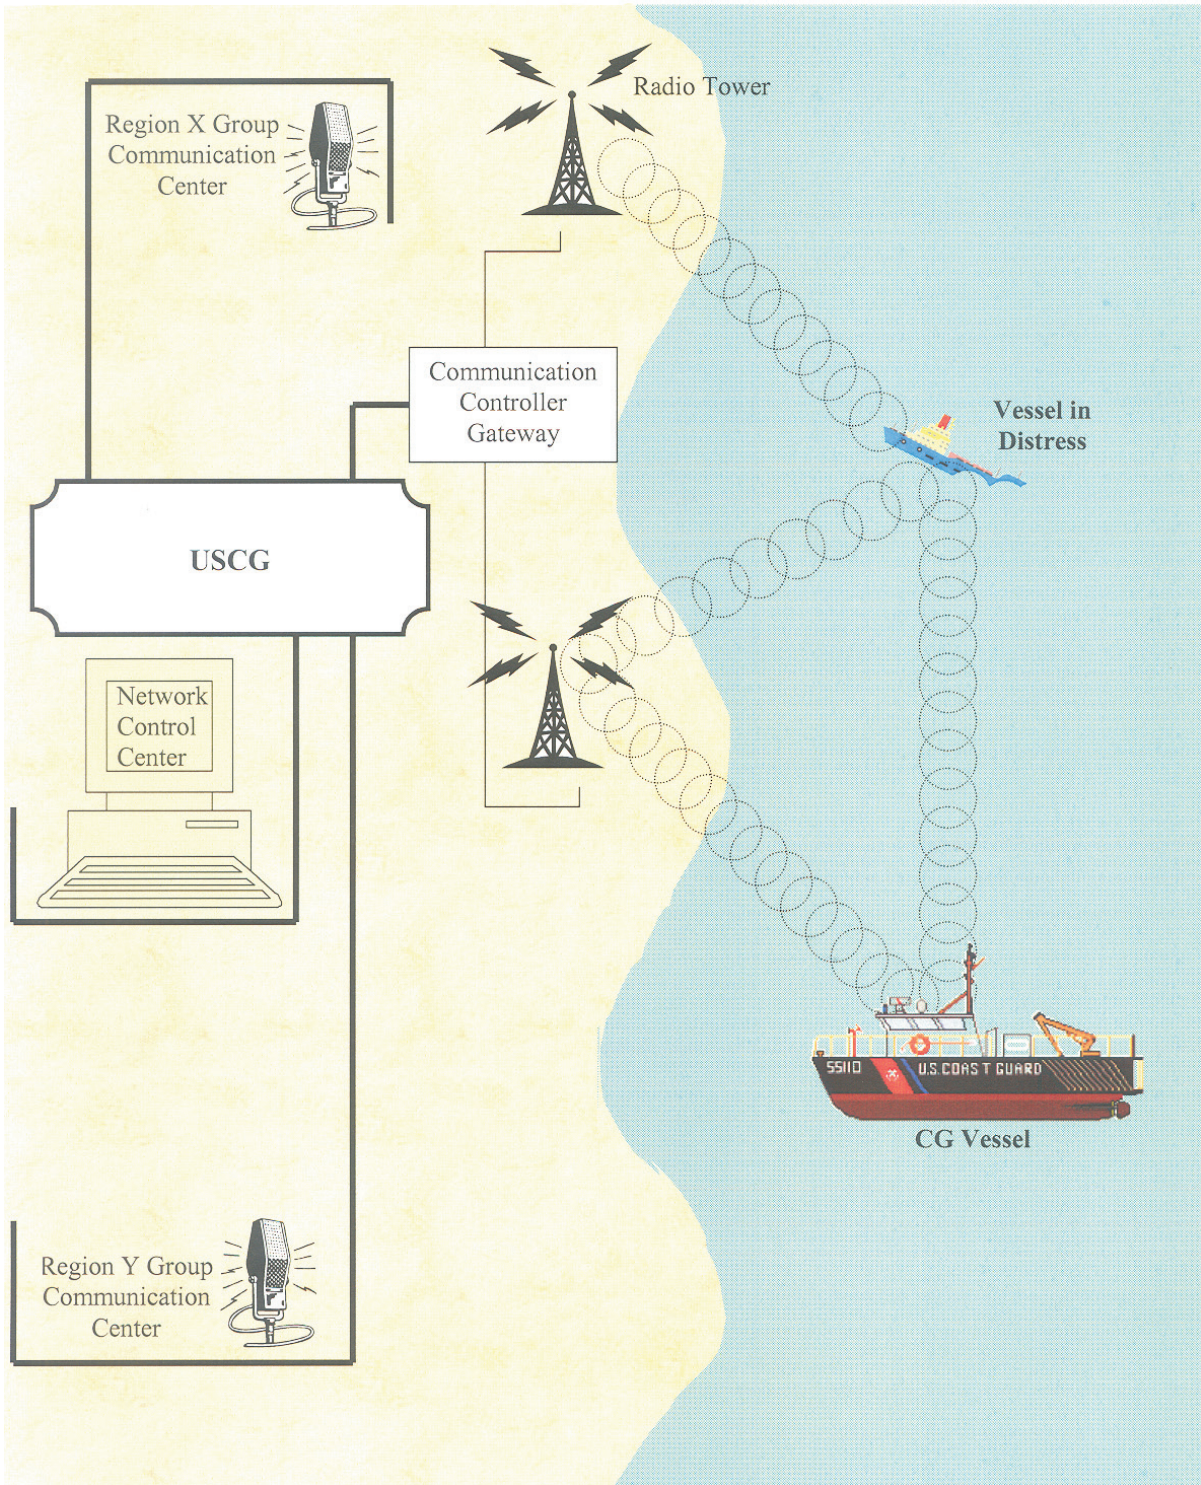 Radio Tower
Region X Group
Communication
Center
Communication
Controller
Gateway
Vessel in
Distress
USCG
Network
Control
Center
55110
U.S. COAST GUARD
CG Vessel
Region Y Group
Communication
Center